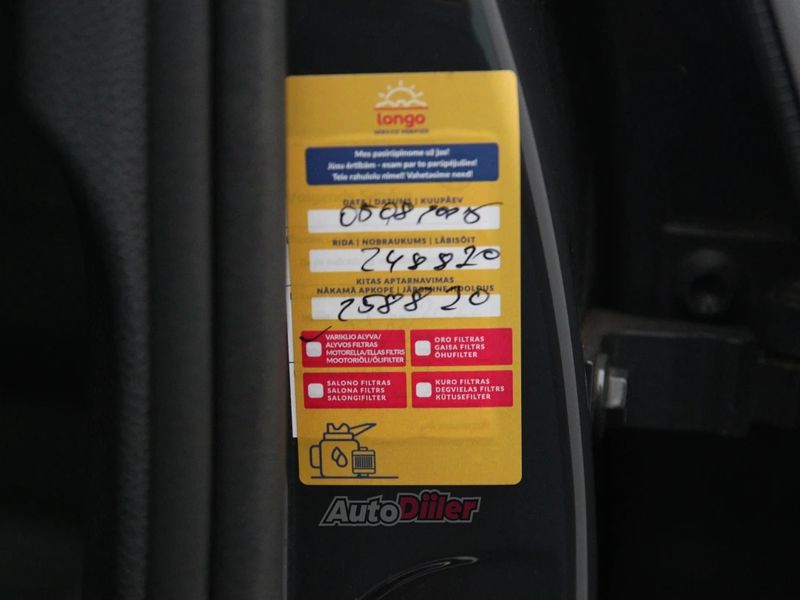 longo
SERVICE PARTNER
Mes pasirūpinome už jus!
Jūsu ērtībām - esam par to parūpējušies!
Teie rahulolu nimel! Vahetasime need!
DATA | DATUMS | KUUPÄEV
RIDA | NOBRAUKUMS | LÄBISÕIT
248820
KITAS APTARNAVIMAS
NĀKAMĀ APKOPE | JÄRGMINE HOOLDUS
258820
VARIKLIO ALYVA/
ALYVOS FILTRAS
MOTOREĻĻA/EĻĻAS FILTRS
MOOTORIÕLI/ÕLIFILTER
ORO FILTRAS
GAISA FILTRS
ÕHUFILTER
SALONO FILTRAS
SALONA FILTRS
SALONGIFILTER
KURO FILTRAS
DEGVIELAS FILTRS
KÜTUSEFILTER
AutoDiiler